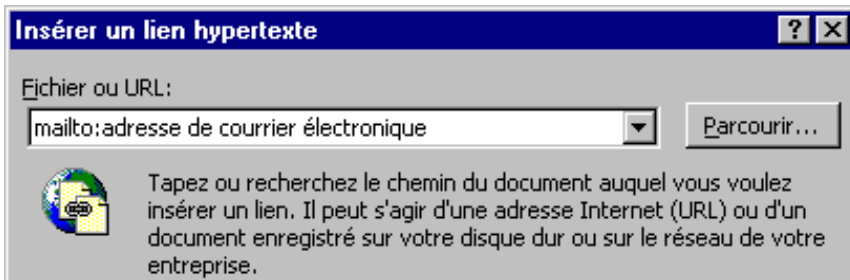 Insérer un lien hypertexte
Fichier ou URL:
mailto:adresse de courrier électronique
Parcourir...
Tapez ou recherchez le chemin du document auquel vous voulez
insérer un lien. Il peut s'agir d'une adresse Internet (URL) ou d'un
document enregistré sur votre disque dur ou sur le réseau de votre
entreprise.